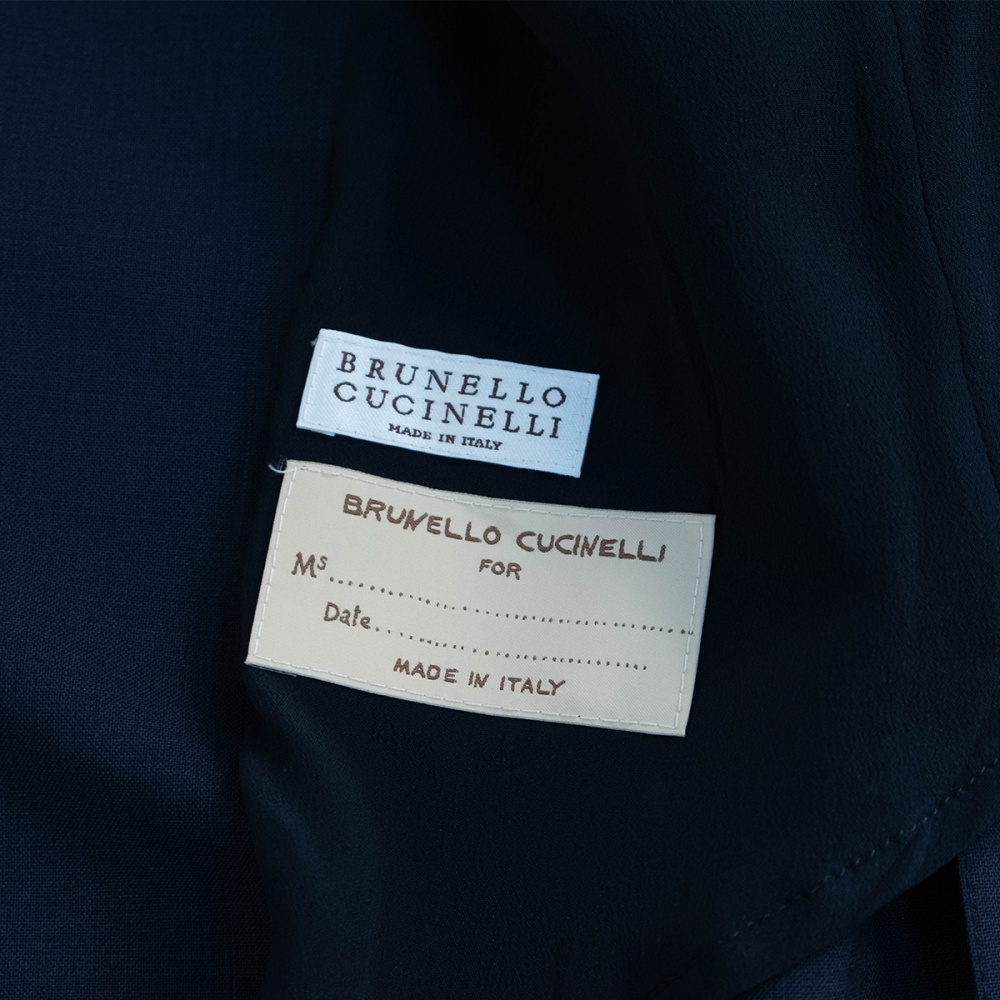 BRUNELLO
CUCINELLI
MADE IN ITALY
BRUNELLO CUCINELLI
FOR
Ms..............................................
Date....................................
MADE IN ITALY